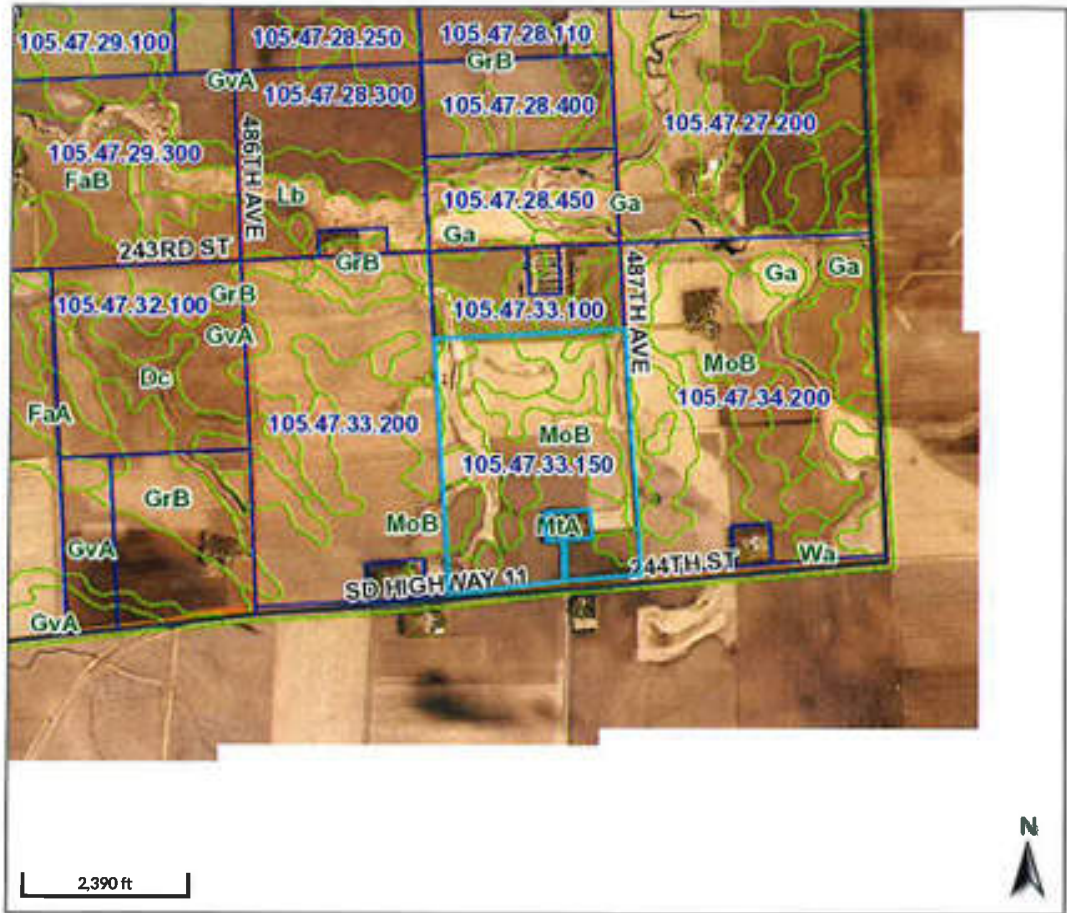 105.47.29.100
105.47.28.250
105.47.28.110
GrB
GvA
105.47.28.300
105.47.28.400
105.47.27.200
486TH AVE
105.47.29.300
FaB
Lb
105.47.28.450
Ga
Ga
243RD ST
GrB
Ga
Ga
105.47.32.100
GrB
105.47.33.100
487TH AVE
GvA
MoB
Dc
105.47.34.200
FaA
105.47.33.200
MoB
105.47.33.150
GrB
MoB
MtA
GvA
244TH ST
Wa
SD HIGHWAY 11
GvA
N
2,390 ft